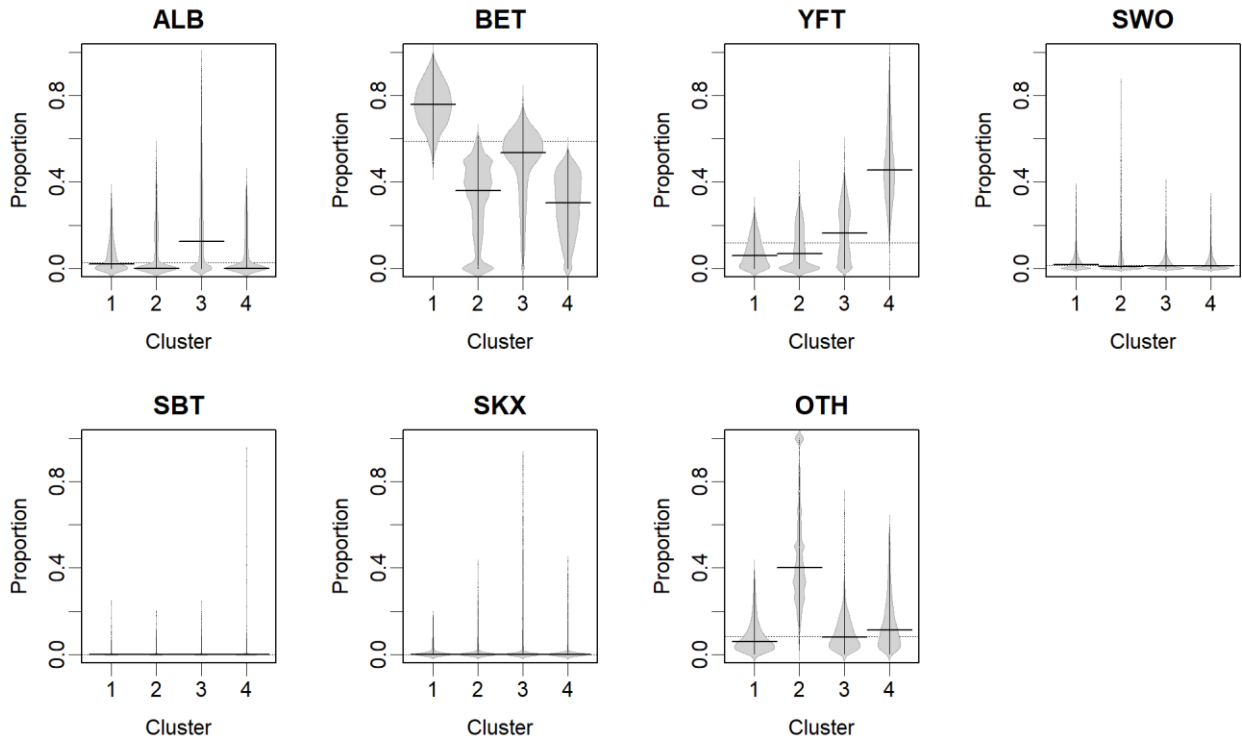 ALB BET YFT SWO
Proportion 0.0 0.4 0.8
Proportion 0.0 0.4 0.8
Proportion 0.0 0.4 0.8
Proportion 0.0 0.4 0.8
1 2 3 4 1 2 3 4 1 2 3 4 1 2 3 4
Cluster Cluster Cluster Cluster
SBT SKX OTH
Proportion 0.0 0.4 0.8
Proportion 0.0 0.4 0.8
Proportion 0.0 0.4 0.8
1 2 3 4 1 2 3 4 1 2 3 4
Cluster Cluster Cluster